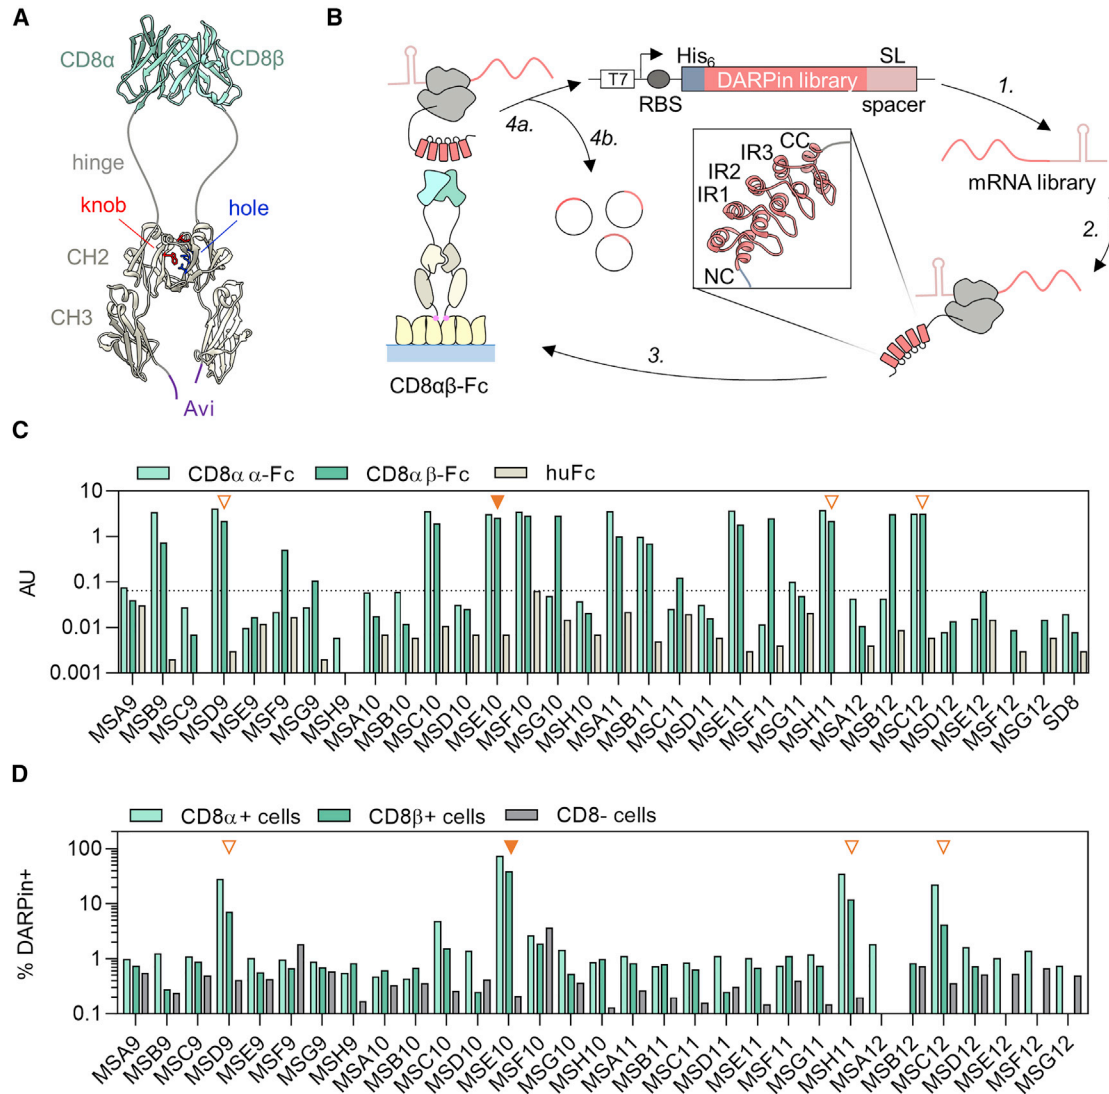 A
CD8α
CD8β
hinge
knob
hole
CH2
CH3
Avi
B
His6
SL
T7
DARPin library
RBS
spacer
1.
4a.
4b.
mRNA library
CC
IR3
IR2
IR1
NC
2.
3.
CD8αβ-Fc
C
CD8α α-Fc
CD8α β-Fc
huFc
10
1
0.1
0.01
0.001
AU
MSA9
MSB9
MSC9
MSD9
MSE9
MSF9
MSG9
MSH9
MSA10
MSB10
MSC10
MSD10
MSE10
MSF10
MSG10
MSH10
MSA11
MSB11
MSC11
MSD11
MSE11
MSF11
MSG11
MSH11
MSA12
MSB12
MSC12
MSD12
MSE12
MSF12
MSG12
SD8
D
CD8α+ cells
CD8β+ cells
CD8- cells
100
10
1
0.1
% DARPin+
MSA9
MSB9
MSC9
MSD9
MSE9
MSF9
MSG9
MSH9
MSA10
MSB10
MSC10
MSD10
MSE10
MSF10
MSG10
MSH10
MSA11
MSB11
MSC11
MSD11
MSE11
MSF11
MSG11
MSH11
MSA12
MSB12
MSC12
MSD12
MSE12
MSF12
MSG12